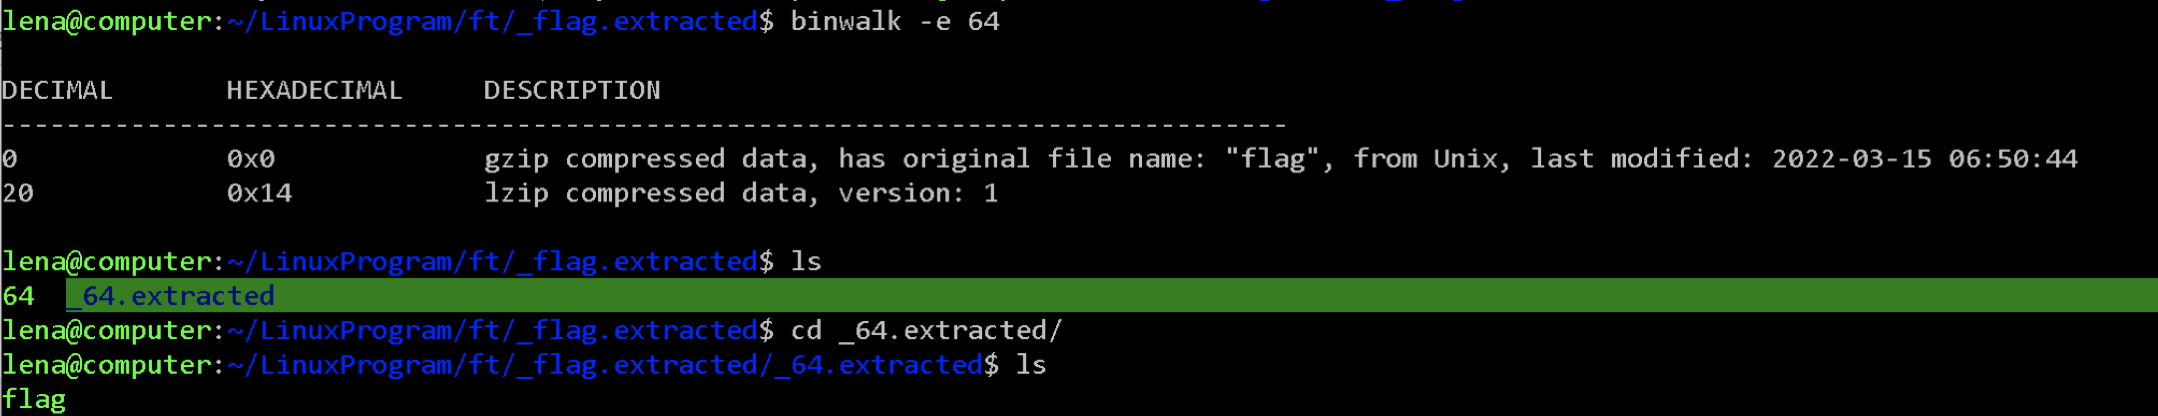 lena@computer:~/LinuxProgram/ft/_flag.extracted$ binwalk -e 64
DECIMAL       HEXADECIMAL     DESCRIPTION
--------------------------------------------------------------------------------
0             0x0             gzip compressed data, has original file name: "flag", from Unix, last modified: 2022-03-15 06:50:44
20            0x14            lzip compressed data, version: 1
lena@computer:~/LinuxProgram/ft/_flag.extracted$ ls
64  _64.extracted
lena@computer:~/LinuxProgram/ft/_flag.extracted$ cd _64.extracted/
lena@computer:~/LinuxProgram/ft/_flag.extracted/_64.extracted$ ls
flag